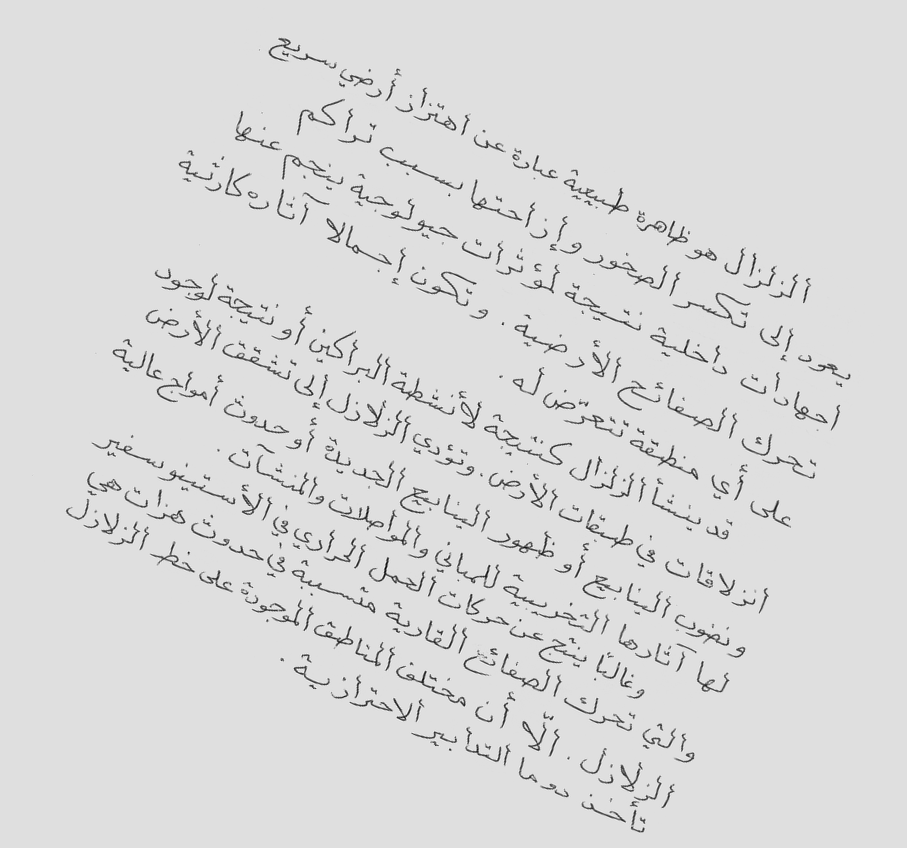 الزلزال هو ظاهرة طبيعية عبارة عن اهتزاز أرضي سريع
يعود إلى تكسر الصخور وإزاحتها بسبب تراكم
اجهادات داخلية نتيجة لمؤثرات جيولوجية ينجم عنها
تحرك الصفائح الأرضية . وتكون إجمالا آثاره كارثية
على أي منطقة تتعرّض له .
قد ينشأ الزلزال كنتيجة لأنشطة البراكين أو نتيجة لوجود
انزلاقات في طبقات الأرض . وتؤدي الزلازل إلى تشقق الأرض
ونضوب الينابيع أو ظهور الينابيع الجديدة أو حدوث أمواج عالية
لها آثارها التخريبية للمباني والمواصلات والمنشآت .
وغالبًا ينتج عن حركات الحمل الحراري في الأستينوسفير
والتي تحرك الصفائح القارية متسببة في حدوث هزات هي
الزلازل . ألّا أن مختلف المناطق الموجودة على خط الزلازل
تأخذ دوما التدابير الاحترازية .